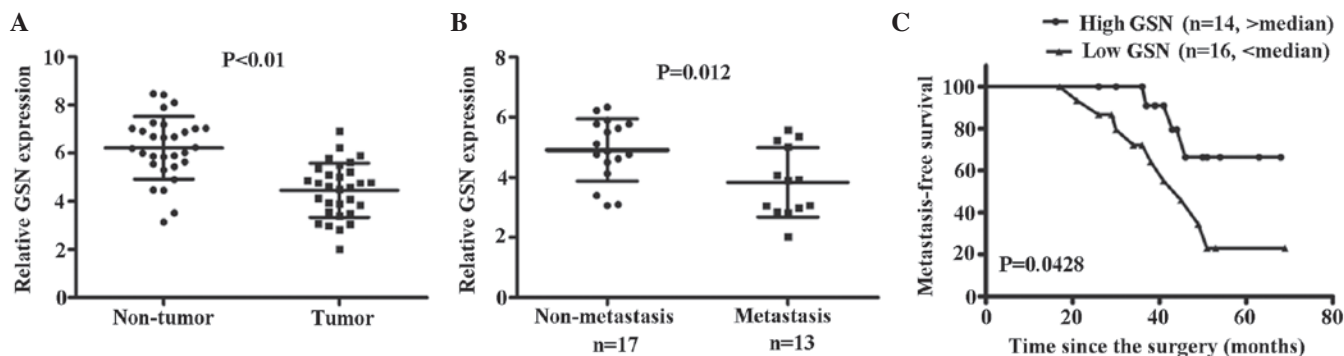 A
Relative GSN expression
10
8
6
4
2
0
P<0.01
Non-tumor
Tumor
B
Relative GSN expression
8
6
4
2
0
P=0.012
Non-metastasis
n=17
Metastasis
n=13
C
High GSN (n=14, >median)
Low GSN (n=16, <median)
Metastasis-free survival
100
80
60
40
20
0
P=0.0428
0
20
40
60
80
Time since the surgery (months)